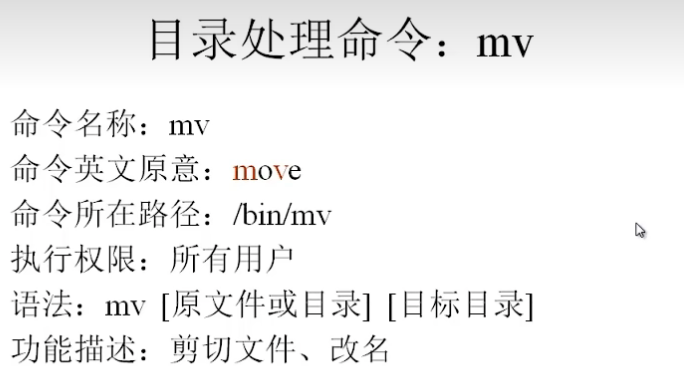 目录处理命令：mv
命令名称：mv
命令英文原意：move
命令所在路径：/bin/mv
执行权限：所有用户
语法：mv [原文件或目录] [目标目录]
功能描述：剪切文件、改名